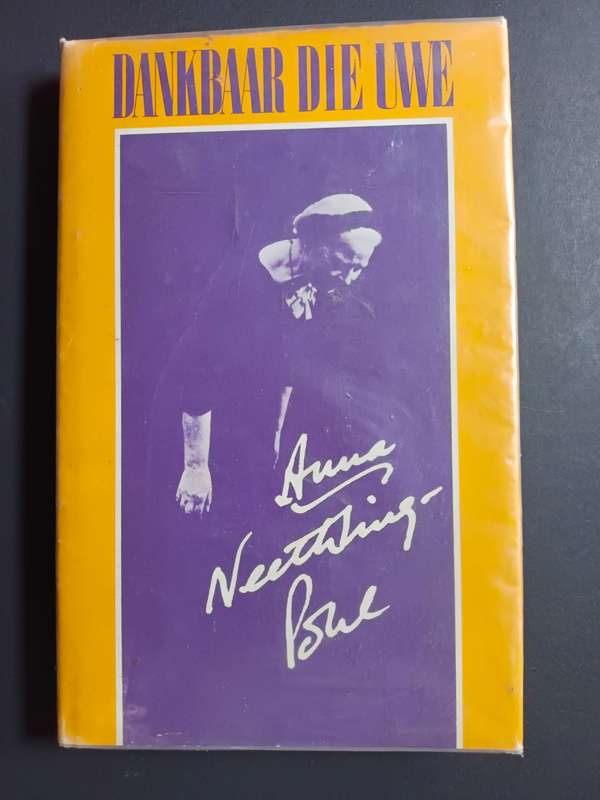 DANKBAAR DIE UWE
Anna
Neethling-
Pohl